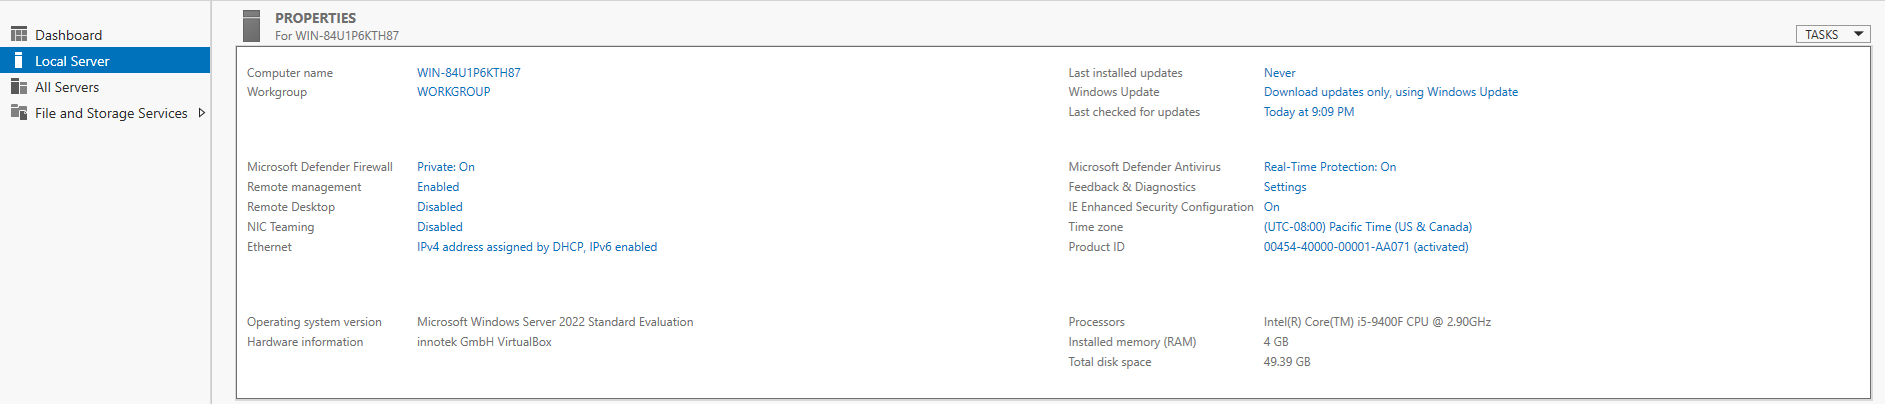 Dashboard
Local Server
All Servers
File and Storage Services
PROPERTIES
For WIN-84U1P6KTH87
TASKS
Computer name WIN-84U1P6KTH87
Workgroup WORKGROUP
Last installed updates Never
Windows Update Download updates only, using Windows Update
Last checked for updates Today at 9:09 PM
Microsoft Defender Firewall Private: On
Remote management Enabled
Remote Desktop Disabled
NIC Teaming Disabled
Ethernet IPv4 address assigned by DHCP, IPv6 enabled
Microsoft Defender Antivirus Real-Time Protection: On
Feedback & Diagnostics Settings
IE Enhanced Security Configuration On
Time zone (UTC-08:00) Pacific Time (US & Canada)
Product ID 00454-40000-00001-AA071 (activated)
Operating system version Microsoft Windows Server 2022 Standard Evaluation
Hardware information innotek GmbH VirtualBox
Processors Intel(R) Core(TM) i5-9400F CPU @ 2.90GHz
Installed memory (RAM) 4 GB
Total disk space 49.39 GB